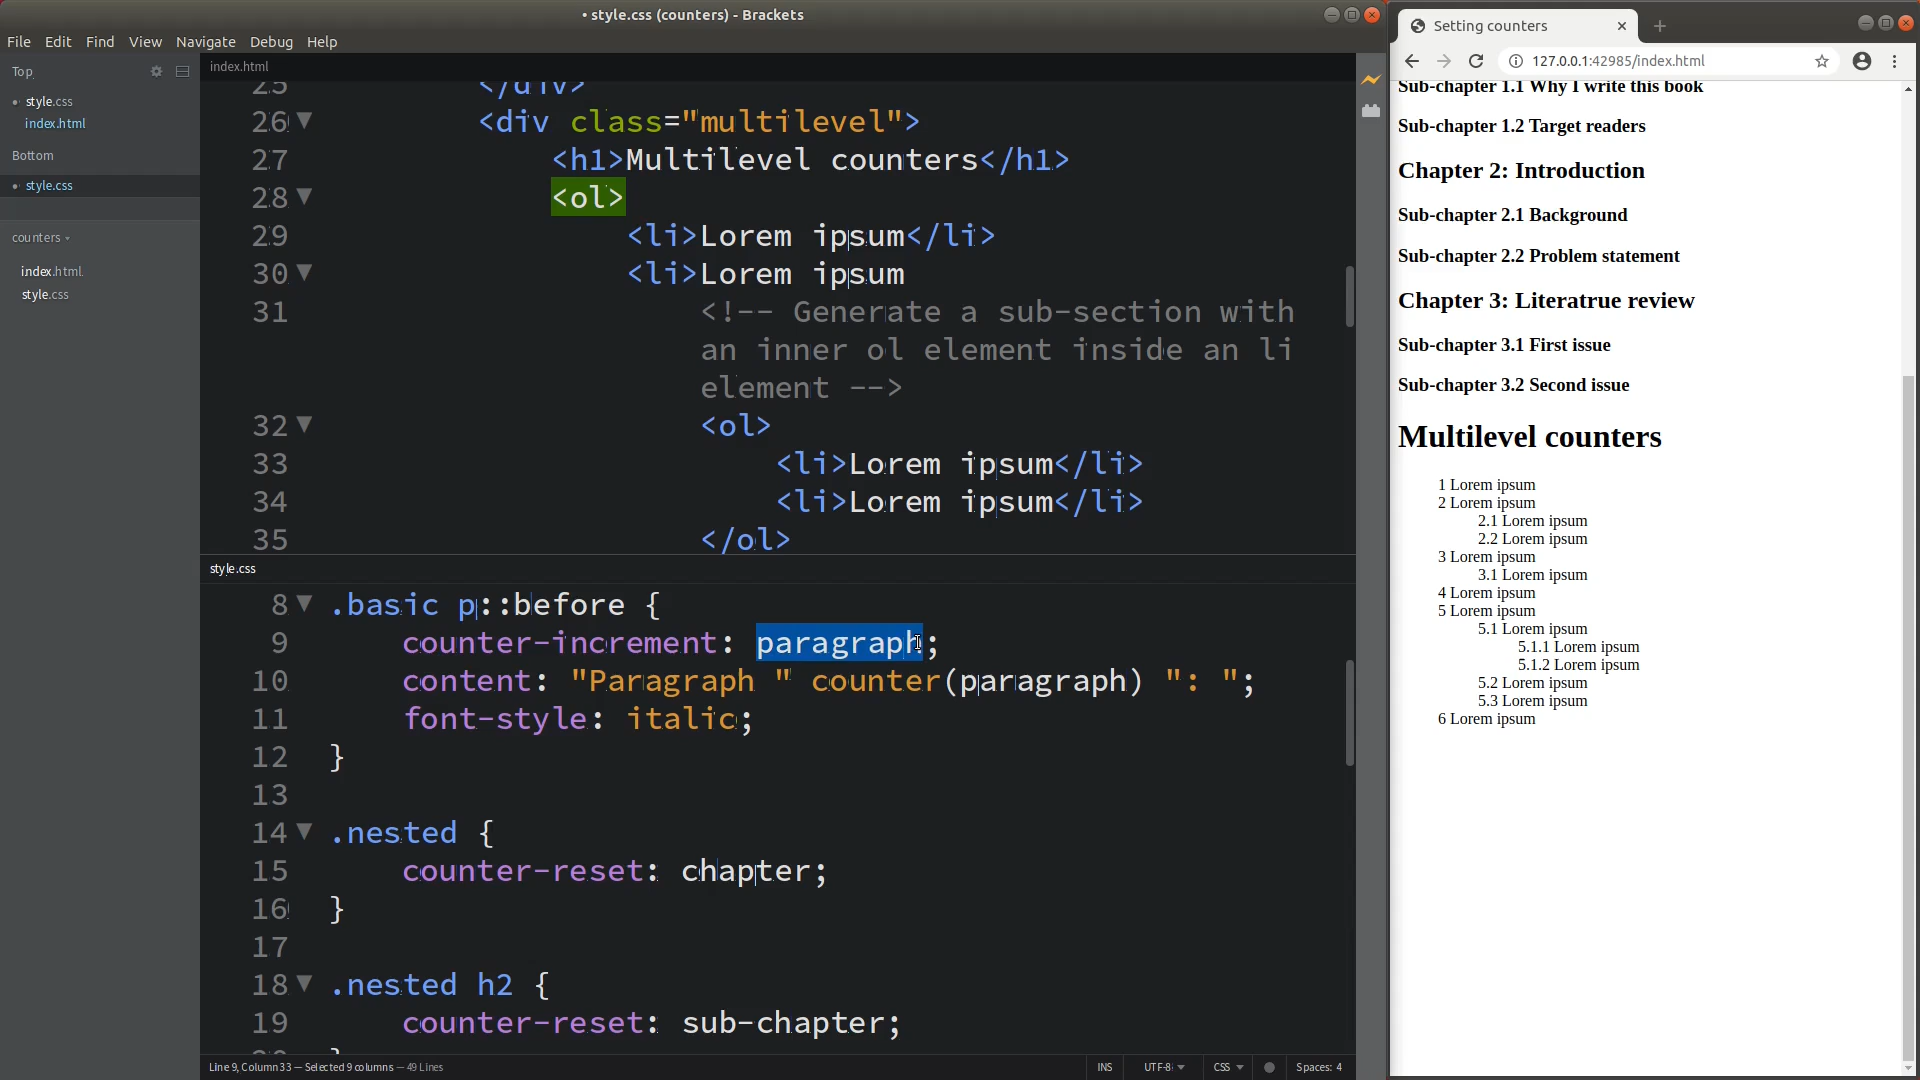 • style.css (counters) - Brackets
File Edit Find View Navigate Debug Help
Top
• style.css
index.html
Bottom
• style.css
counters
index.html
style.css
index.html
25 </div>
26 <div class="multilevel">
27 <h1>Multilevel counters</h1>
28 <ol>
29 <li>Lorem ipsum</li>
30 <li>Lorem ipsum
31 <!-- Generate a sub-section with
an inner ol element inside an li
element -->
32 <ol>
33 <li>Lorem ipsum</li>
34 <li>Lorem ipsum</li>
35 </ol>
style.css
8 .basic p::before {
9 counter-increment: paragraph;
10 content: "Paragraph " counter(paragraph) ": ";
11 font-style: italic;
12 }
13
14 .nested {
15 counter-reset: chapter;
16 }
17
18 .nested h2 {
19 counter-reset: sub-chapter;
Line 9, Column 33 — Selected 9 columns — 49 Lines
INS UTF-8 CSS Spaces: 4
Setting counters
127.0.0.1:42985/index.html
Sub-chapter 1.1 Why I write this book
Sub-chapter 1.2 Target readers
Chapter 2: Introduction
Sub-chapter 2.1 Background
Sub-chapter 2.2 Problem statement
Chapter 3: Literatrue review
Sub-chapter 3.1 First issue
Sub-chapter 3.2 Second issue
Multilevel counters
1 Lorem ipsum
2 Lorem ipsum
2.1 Lorem ipsum
2.2 Lorem ipsum
3 Lorem ipsum
3.1 Lorem ipsum
4 Lorem ipsum
5 Lorem ipsum
5.1 Lorem ipsum
5.1.1 Lorem ipsum
5.1.2 Lorem ipsum
5.2 Lorem ipsum
5.3 Lorem ipsum
6 Lorem ipsum